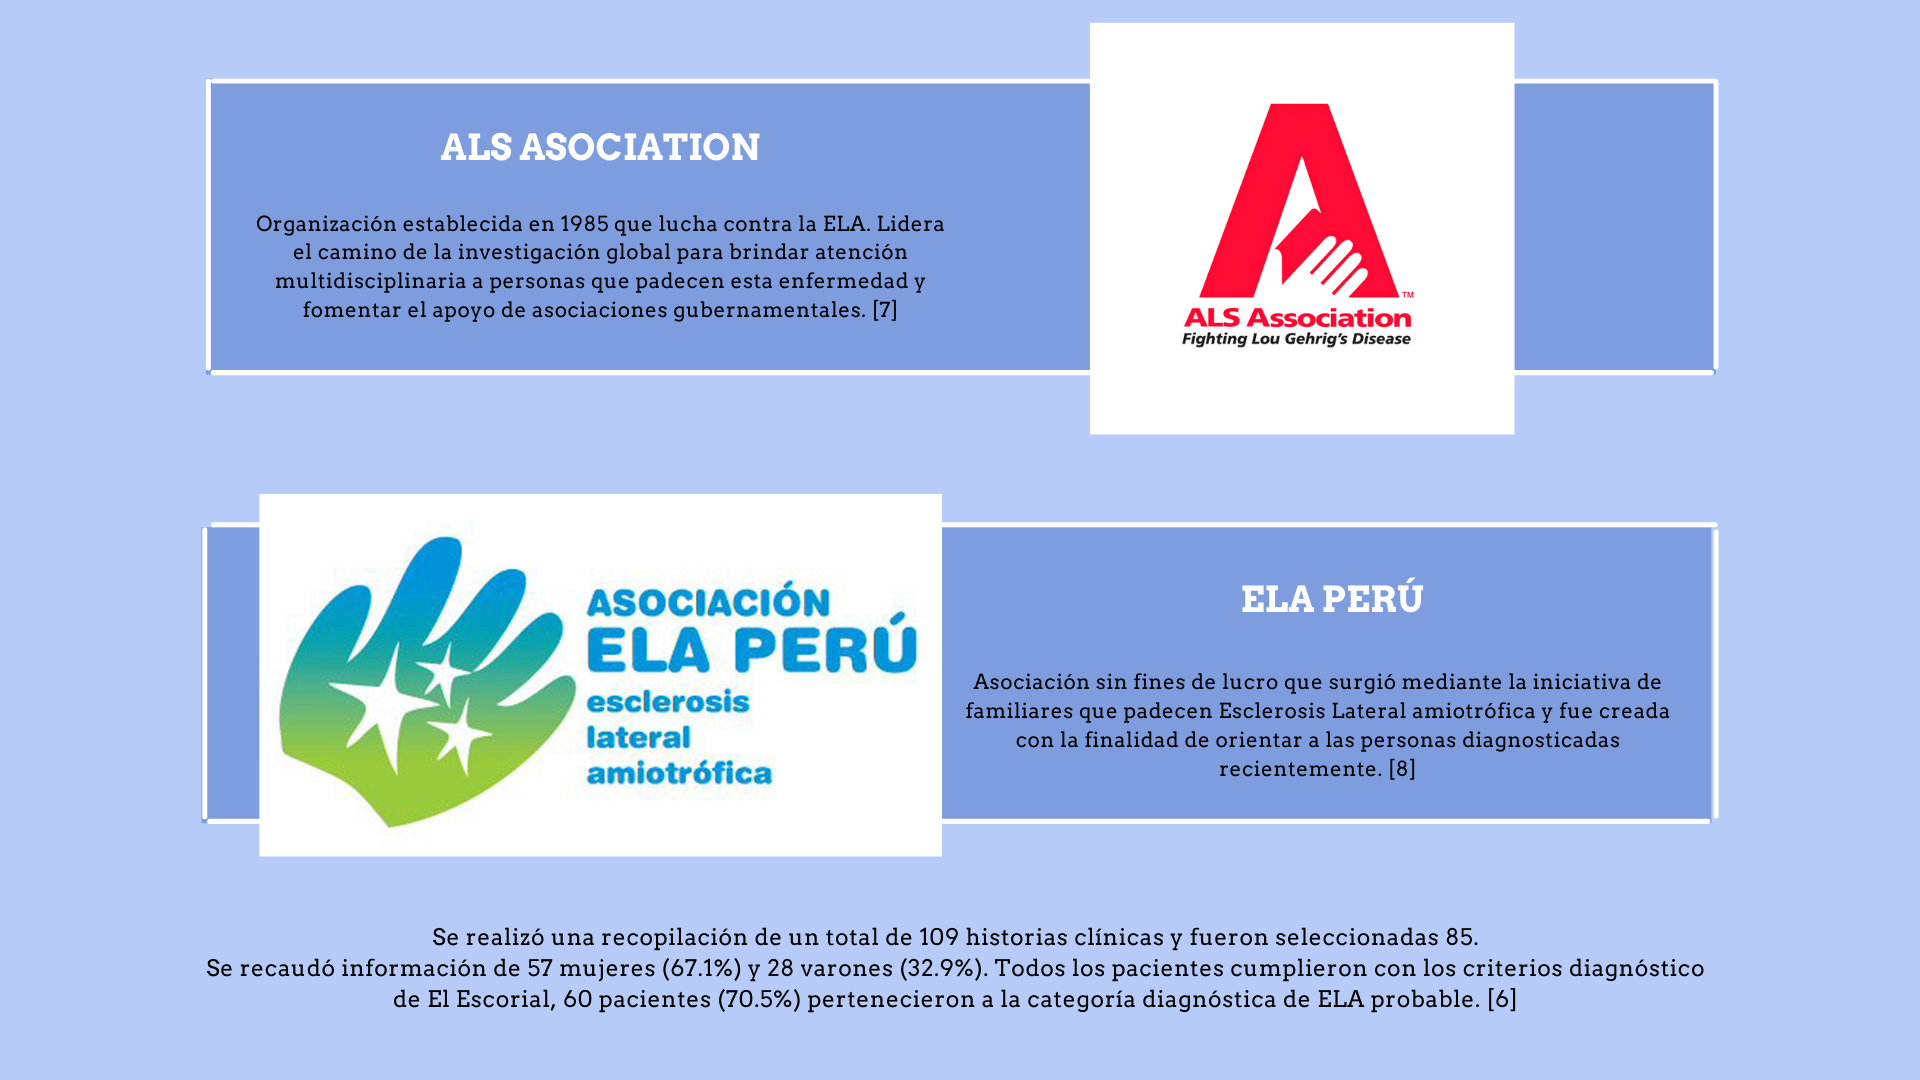 ALS ASOCIATION
Organización establecida en 1985 que lucha contra la ELA. Lidera
el camino de la investigación global para brindar atención
multidisciplinaria a personas que padecen esta enfermedad y
fomentar el apoyo de asociaciones gubernamentales. [7]
TM
ALS Association
Fighting Lou Gehrig's Disease
ASOCIACIÓN
ELA PERÚ
esclerosis
lateral
amiotrófica
ELA PERÚ
Asociación sin fines de lucro que surgió mediante la iniciativa de
familiares que padecen Esclerosis Lateral amiotrófica y fue creada
con la finalidad de orientar a las personas diagnosticadas
recientemente. [8]
Se realizó una recopilación de un total de 109 historias clínicas y fueron seleccionadas 85.
Se recaudó información de 57 mujeres (67.1%) y 28 varones (32.9%). Todos los pacientes cumplieron con los criterios diagnóstico
de El Escorial, 60 pacientes (70.5%) pertenecieron a la categoría diagnóstica de ELA probable. [6]